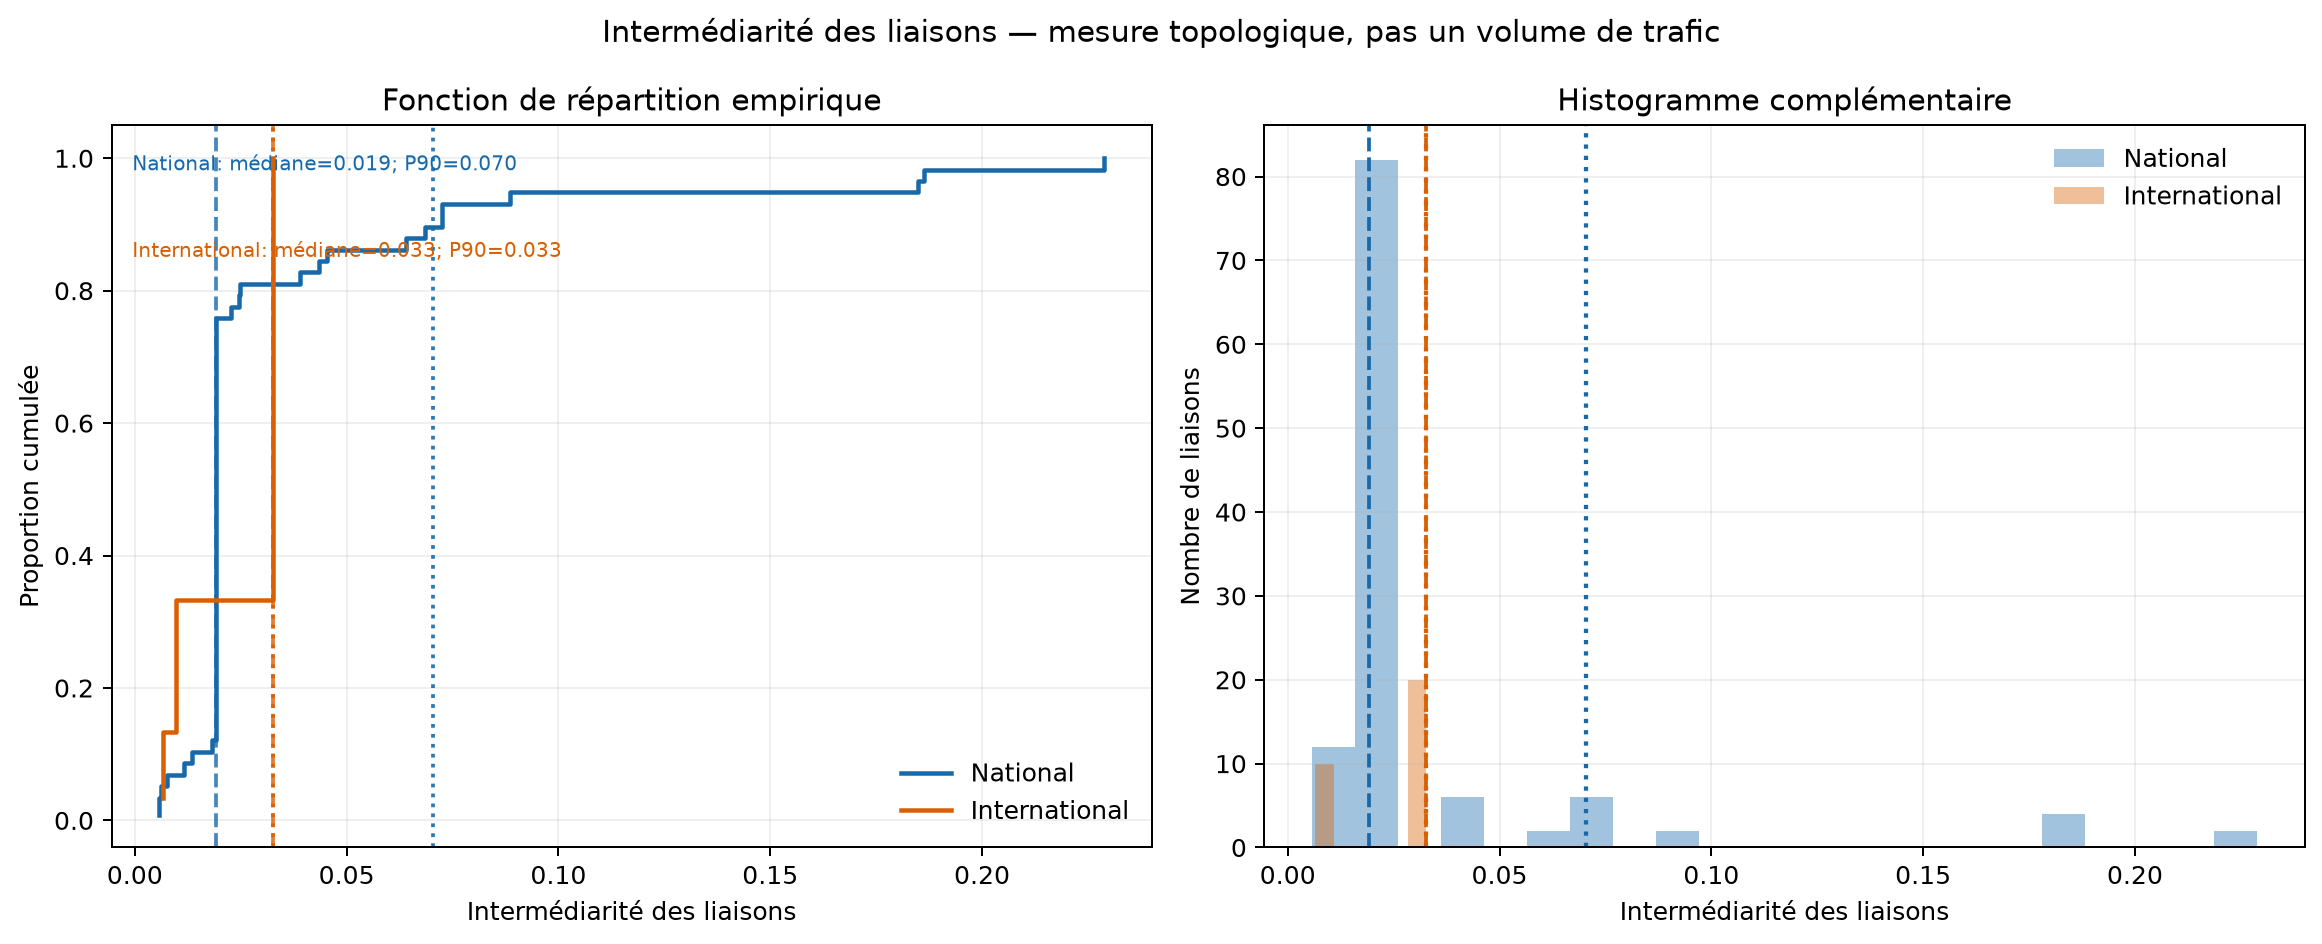 Intermédiarité des liaisons — mesure topologique, pas un volume de trafic
Fonction de répartition empirique
National: médiane=0.019; P90=0.070
International: médiane=0.033; P90=0.033
1.0
0.8
0.6
0.4
0.2
0.0
Proportion cumulée
National
International
0.00 0.05 0.10 0.15 0.20
Intermédiarité des liaisons
Histogramme complémentaire
National
International
80
70
60
50
40
30
20
10
0
Nombre de liaisons
0.00 0.05 0.10 0.15 0.20
Intermédiarité des liaisons